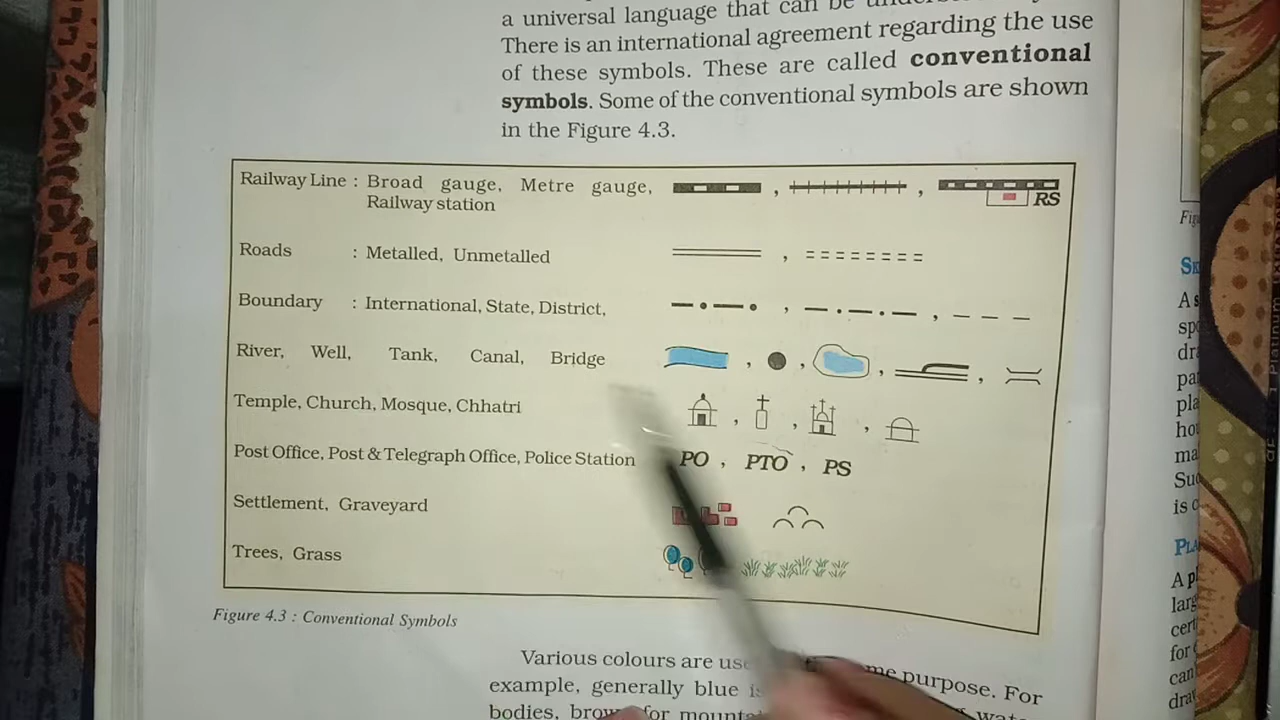 a universal language that can be
There is an international agreement regarding the use
of these symbols. These are called conventional
symbols. Some of the conventional symbols are shown
in the Figure 4.3.
Railway Line : Broad gauge, Metre gauge, , ,
Railway station RS
Roads : Metalled, Unmetalled ,
Boundary : International, State, District, , ,
River, Well, Tank, Canal, Bridge , , , ,
Temple, Church, Mosque, Chhatri , , ,
Post Office, Post & Telegraph Office, Police Station PO , PTO , PS
Settlement, Graveyard
Trees, Grass
Figure 4.3 : Conventional Symbols
Various colours are purpose. For
example, generally blue
bodies, for
A s
A p